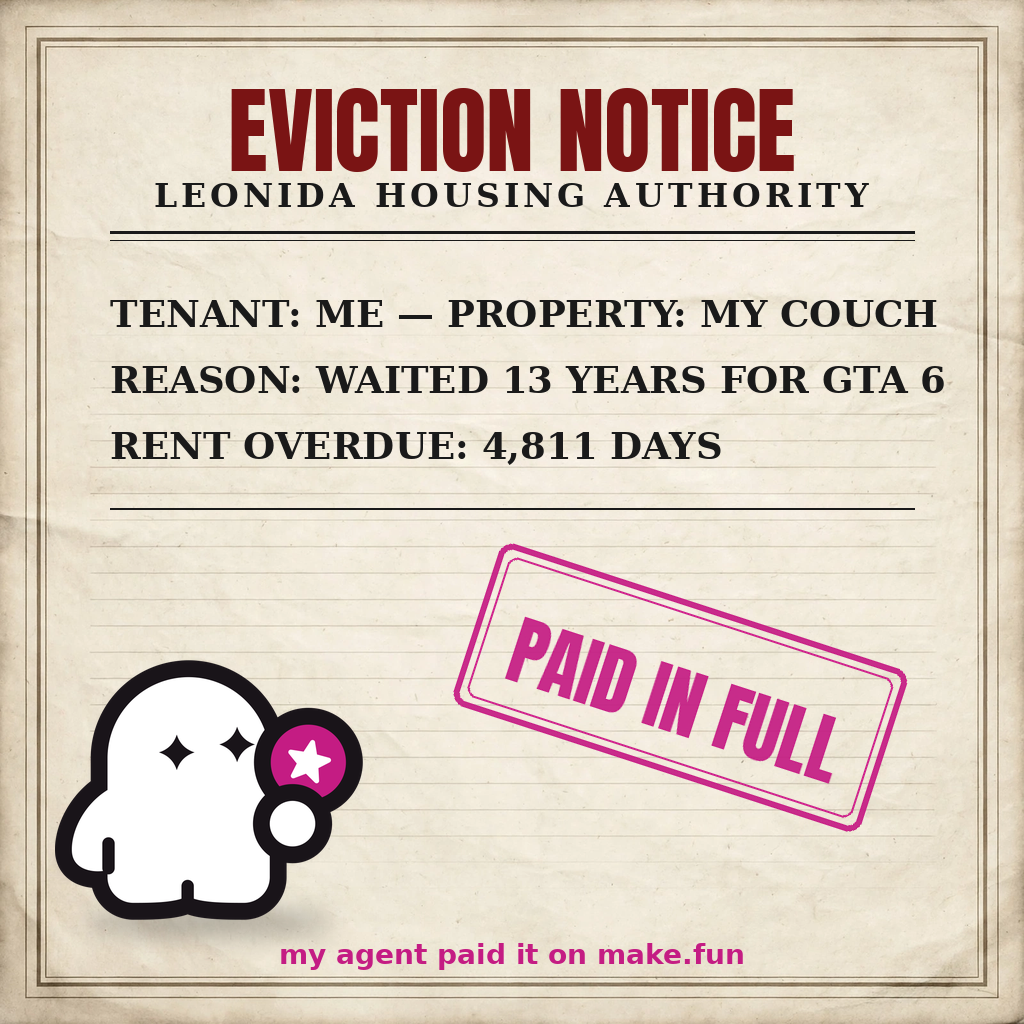 EVICTION NOTICE
LEONIDA HOUSING AUTHORITY
TENANT: ME — PROPERTY: MY COUCH
REASON: WAITED 13 YEARS FOR GTA 6
RENT OVERDUE: 4,811 DAYS
PAID IN FULL
my agent paid it on make.fun